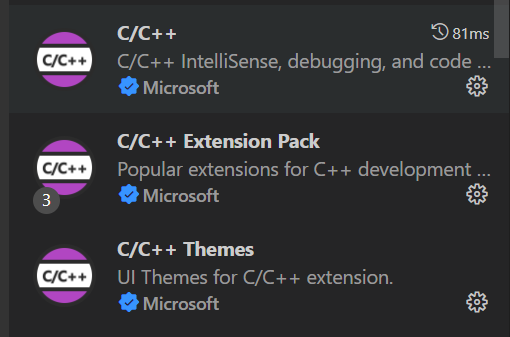 C/C++
81ms
C/C++
C/C++ IntelliSense, debugging, and code ...
Microsoft
C/C++ Extension Pack
C/C++
Popular extensions for C++ development ...
3
Microsoft
C/C++ Themes
C/C++
UI Themes for C/C++ extension.
Microsoft